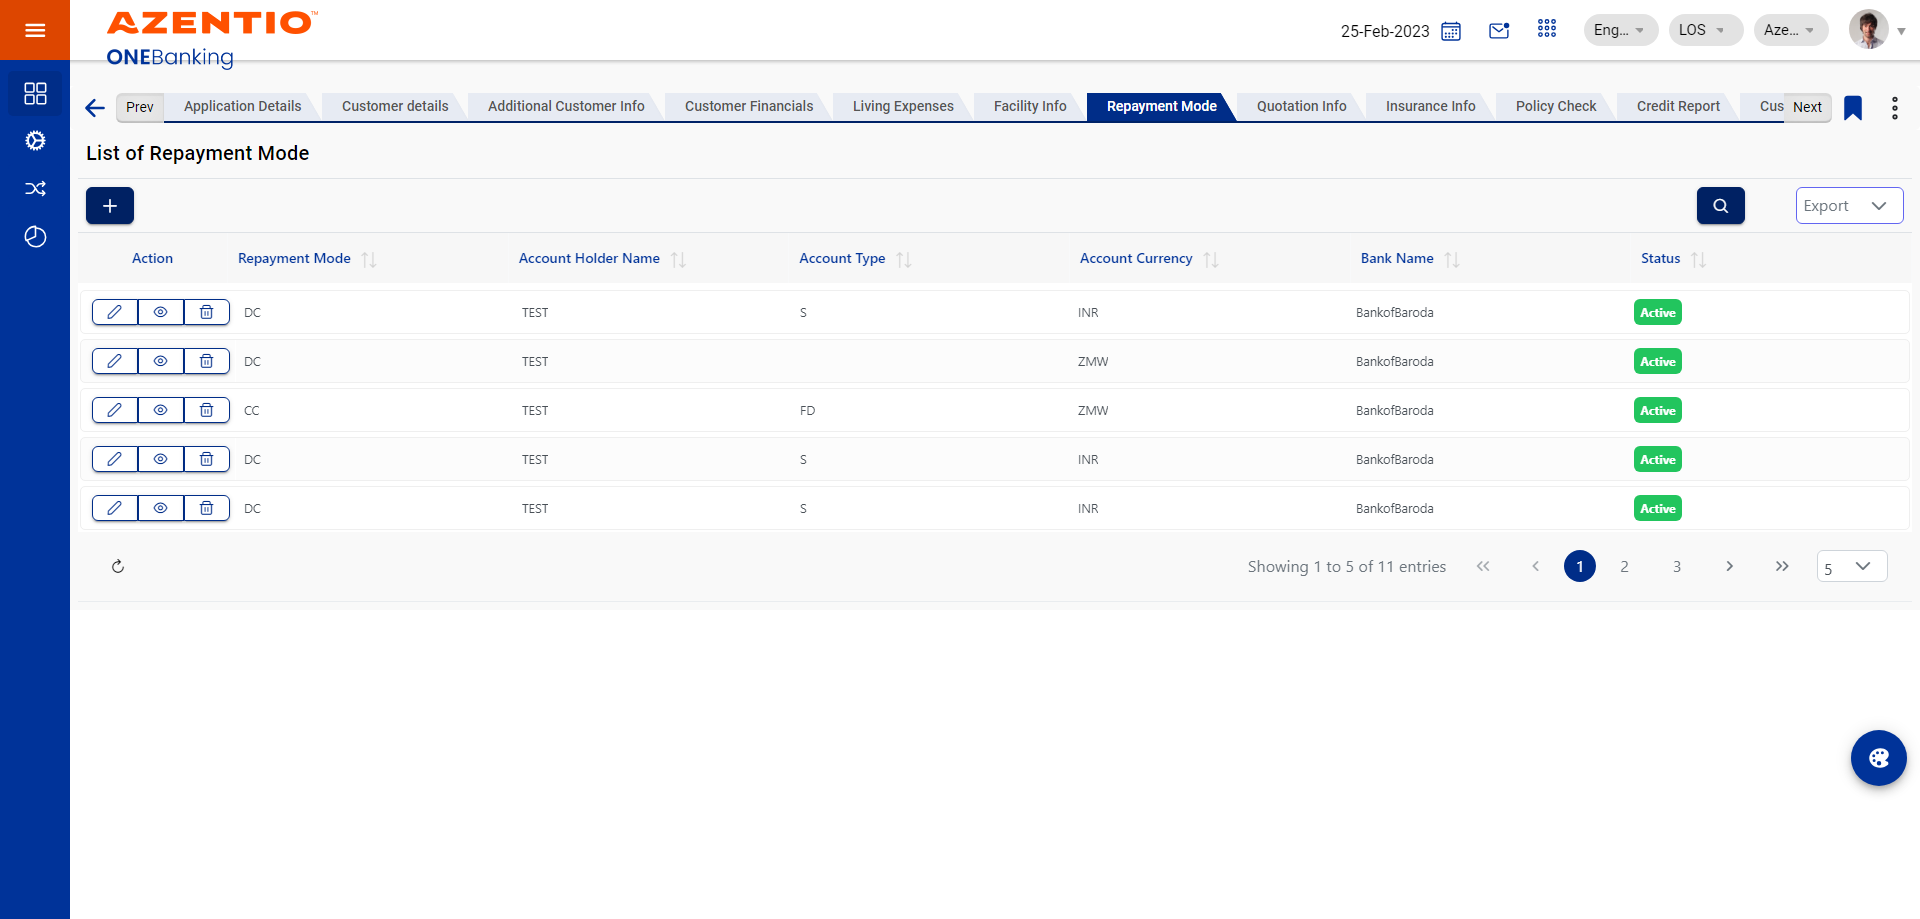 AZENTIO™
ONEBanking
25-Feb-2023
Eng...
LOS
Aze...
Prev
Application Details
Customer details
Additional Customer Info
Customer Financials
Living Expenses
Facility Info
Repayment Mode
Quotation Info
Insurance Info
Policy Check
Credit Report
Cus
Next
List of Repayment Mode
Export
Action Repayment Mode Account Holder Name Account Type Account Currency Bank Name Status
DC TEST S INR BankofBaroda Active
DC TEST ZMW BankofBaroda Active
CC TEST FD ZMW BankofBaroda Active
DC TEST S INR BankofBaroda Active
DC TEST S INR BankofBaroda Active
Showing 1 to 5 of 11 entries 1 2 3 5